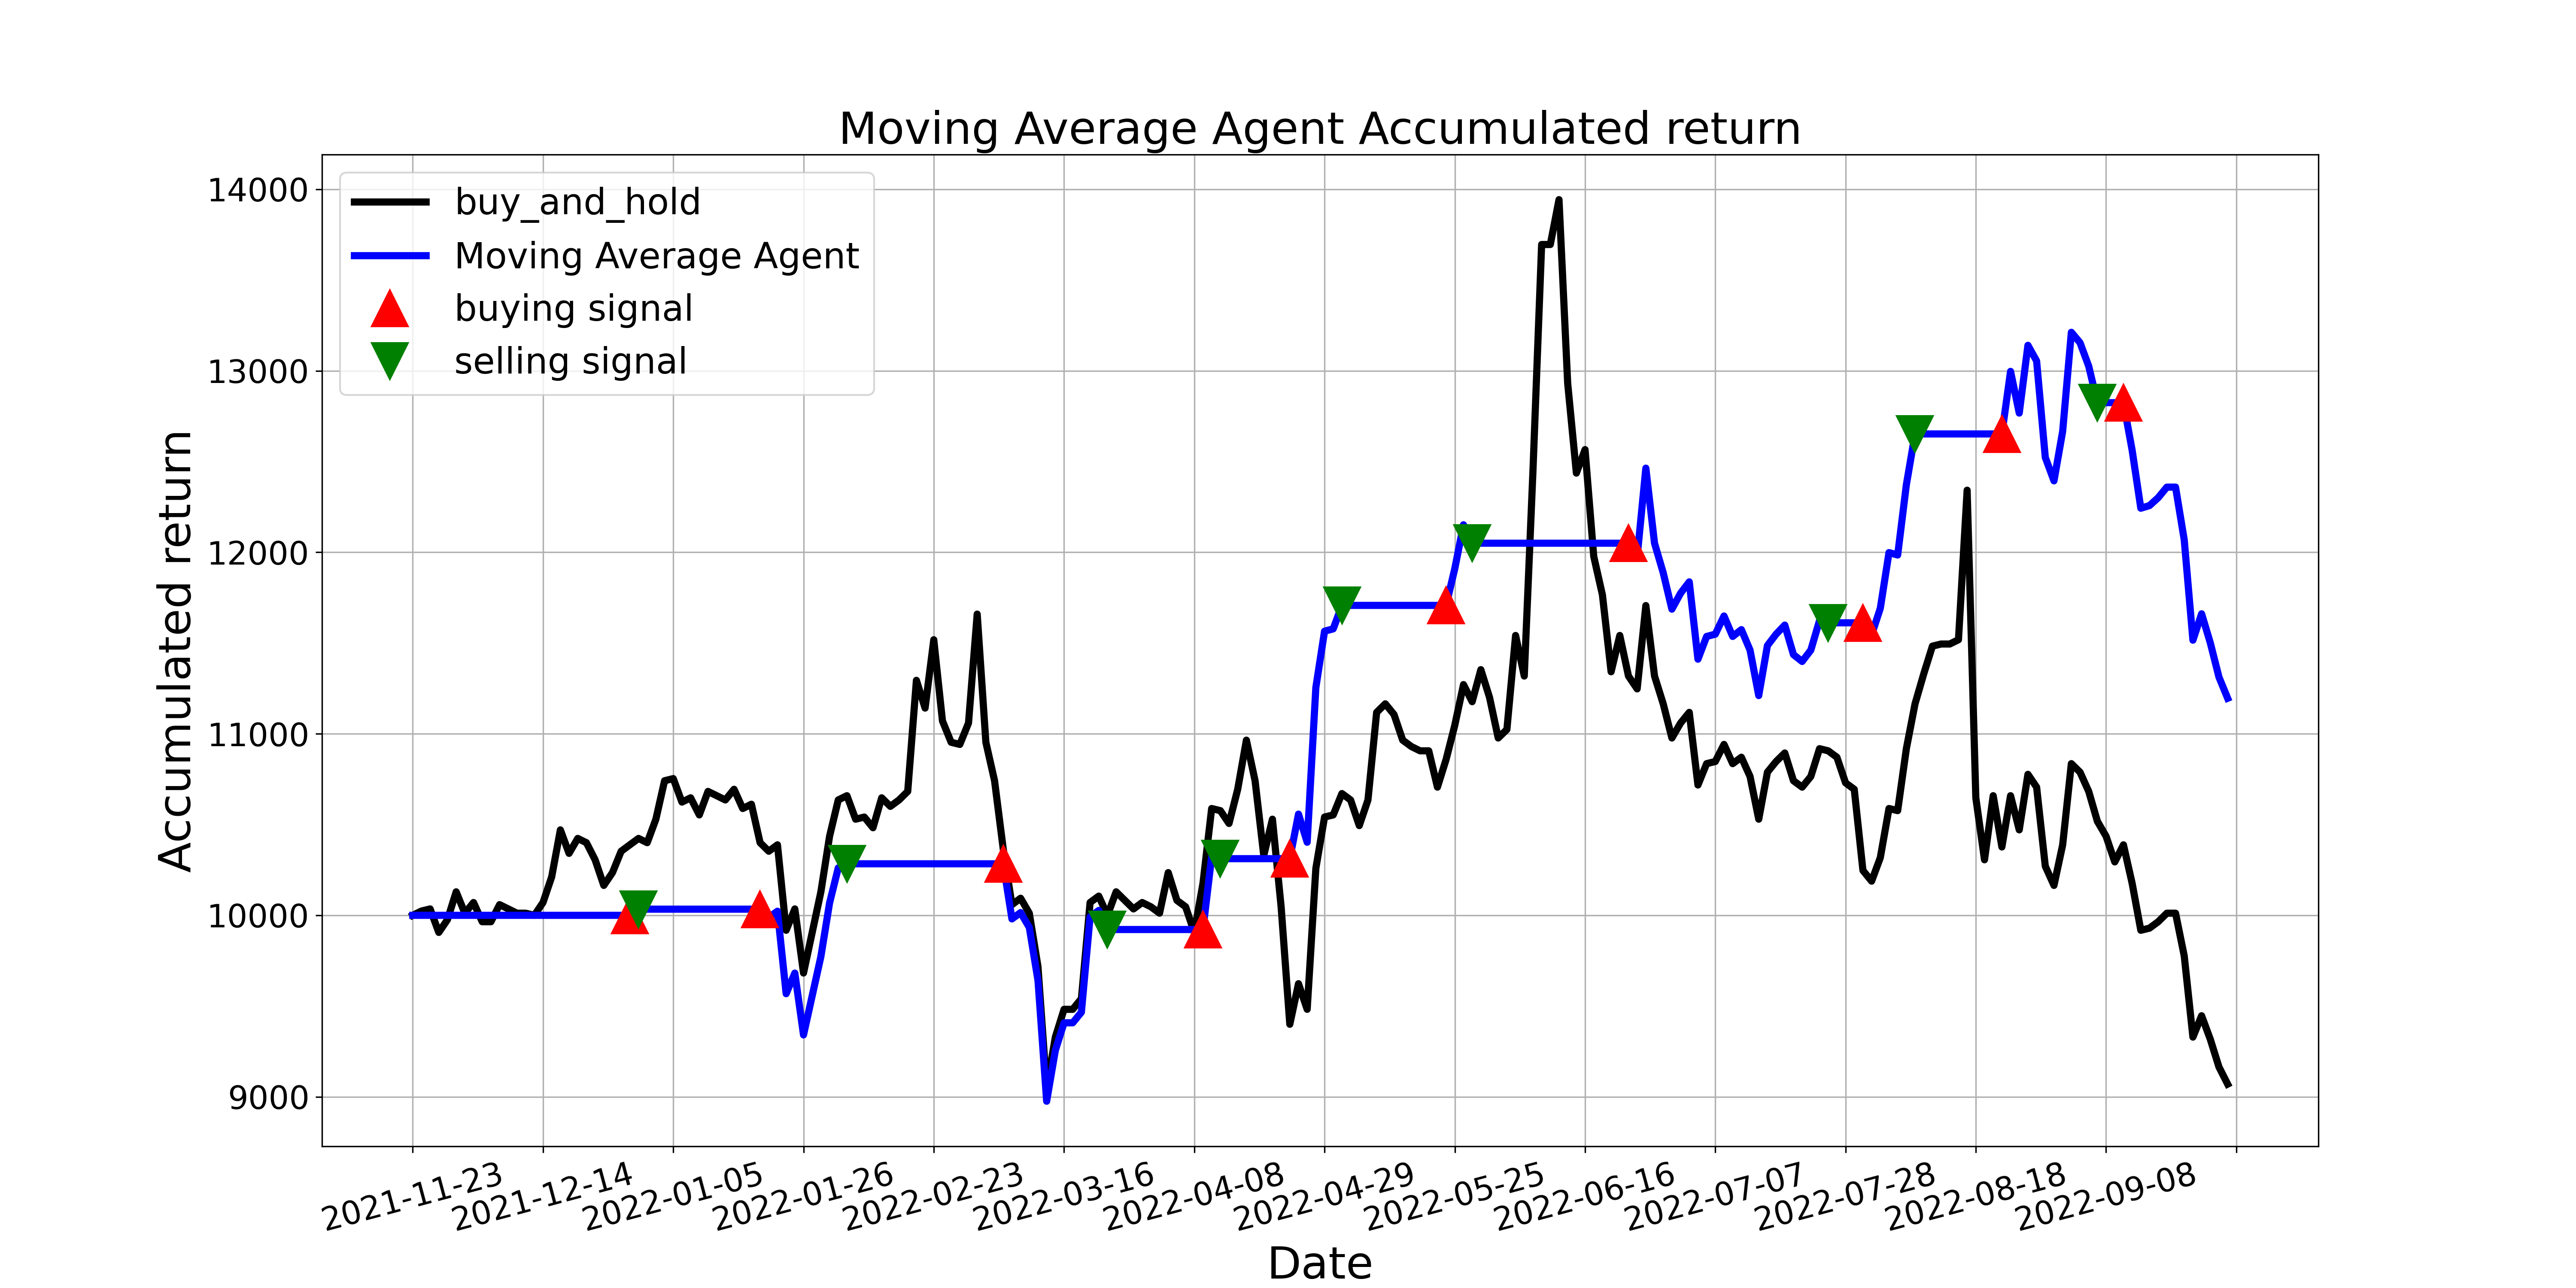 Moving Average Agent Accumulated return
buy_and_hold
Moving Average Agent
buying signal
selling signal
Accumulated return
14000
13000
12000
11000
10000
9000
2021-11-23
2021-12-14
2022-01-05
2022-01-26
2022-02-23
2022-03-16
2022-04-08
2022-04-29
2022-05-25
2022-06-16
2022-07-07
2022-07-28
2022-08-18
2022-09-08
Date